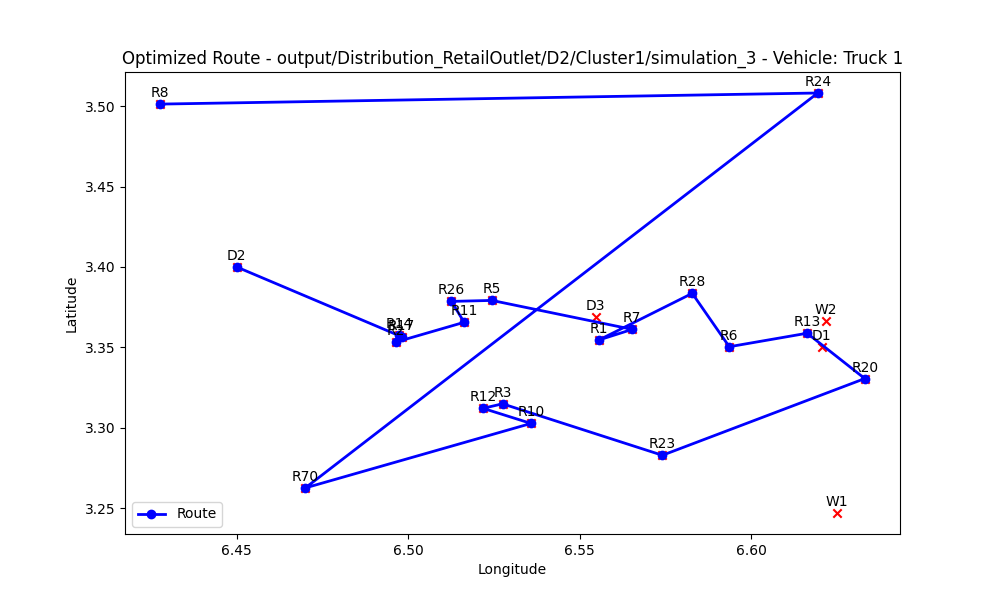 Optimized Route - output/Distribution_RetailOutlet/D2/Cluster1/simulation_3 - Vehicle: Truck 1
R8
R24
3.50
3.45
D2
3.40
R28
R26
R5
D3
W2
R11
R7
R13
R1
R6
D1
3.35
Latitude
R20
R12
R3
R10
3.30
R23
R70
W1
3.25
Route
6.45
6.50
6.55
6.60
Longitude